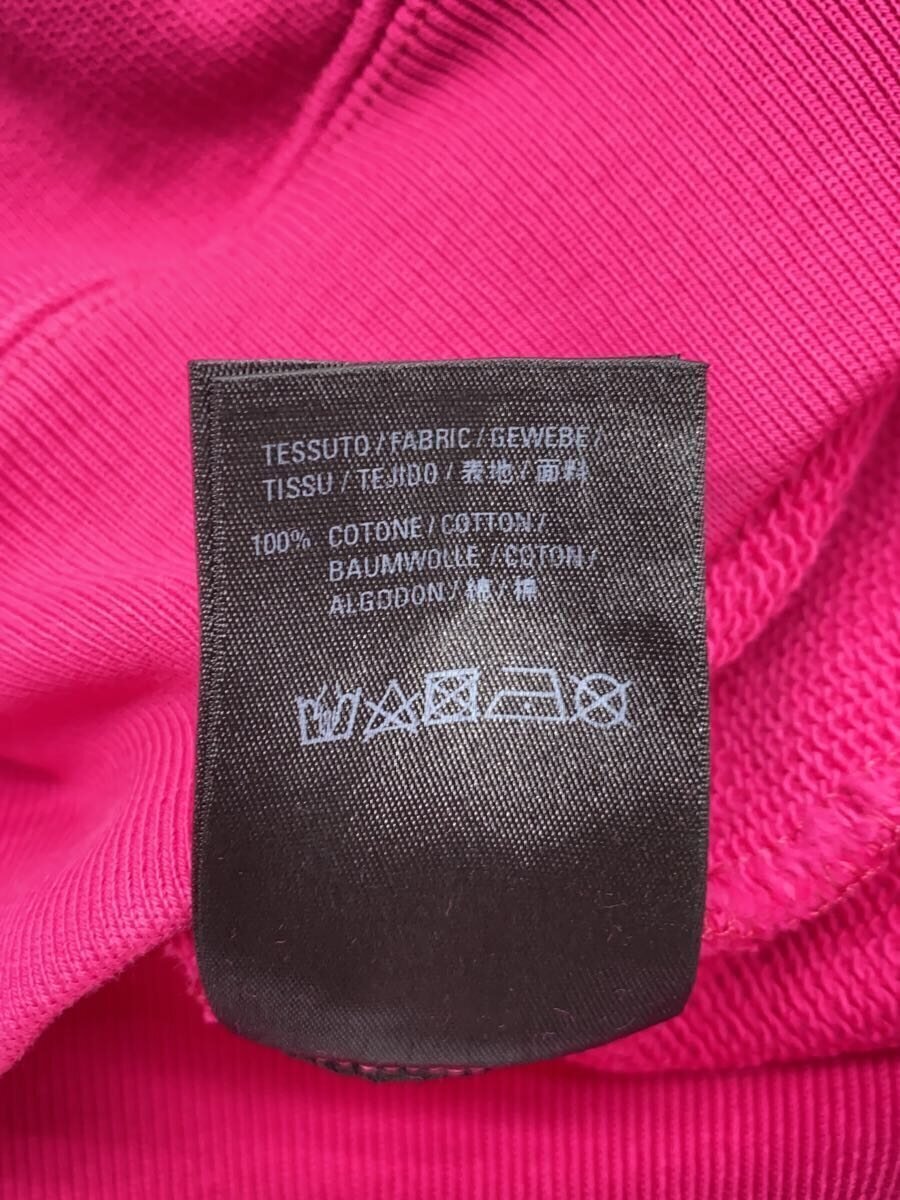 TESSUTO / FABRIC / GEWEBE /
TISSU / TEJIDO / 表地 / 面料
100% COTONE / COTTON /
BAUMWOLLE / COTON /
ALGODON / 綿 / 棉